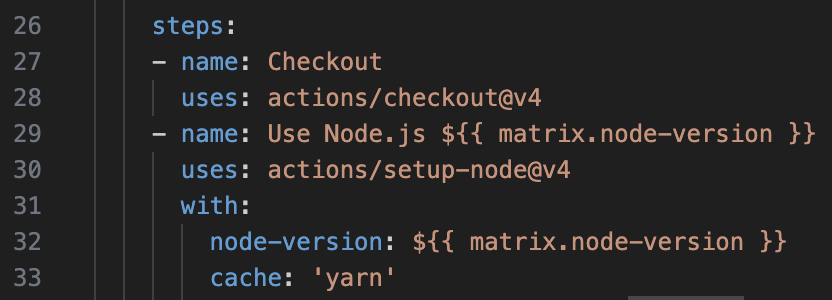 26 steps:
27 - name: Checkout
28 uses: actions/checkout@v4
29 - name: Use Node.js ${{ matrix.node-version }}
30 uses: actions/setup-node@v4
31 with:
32 node-version: ${{ matrix.node-version }}
33 cache: 'yarn'